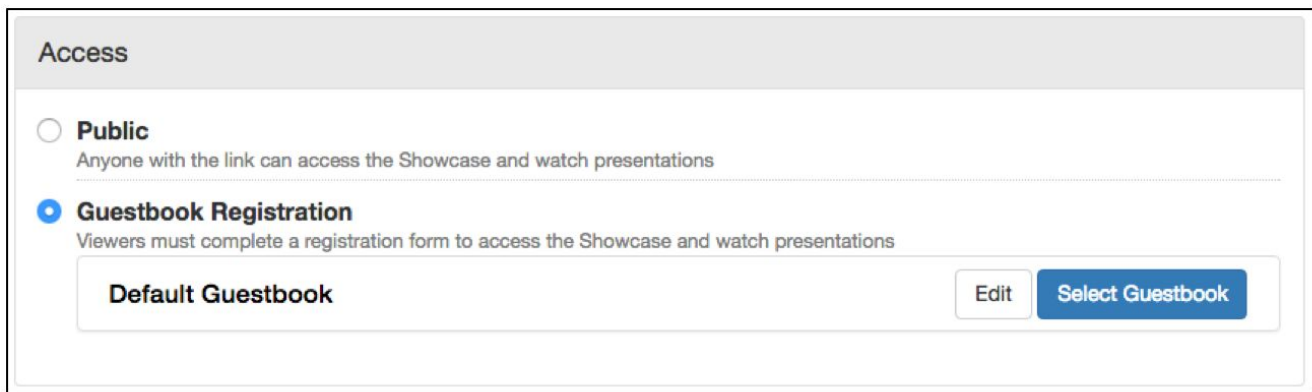 Access
Public
Anyone with the link can access the Showcase and watch presentations
Guestbook Registration
Viewers must complete a registration form to access the Showcase and watch presentations
Default Guestbook Edit Select Guestbook